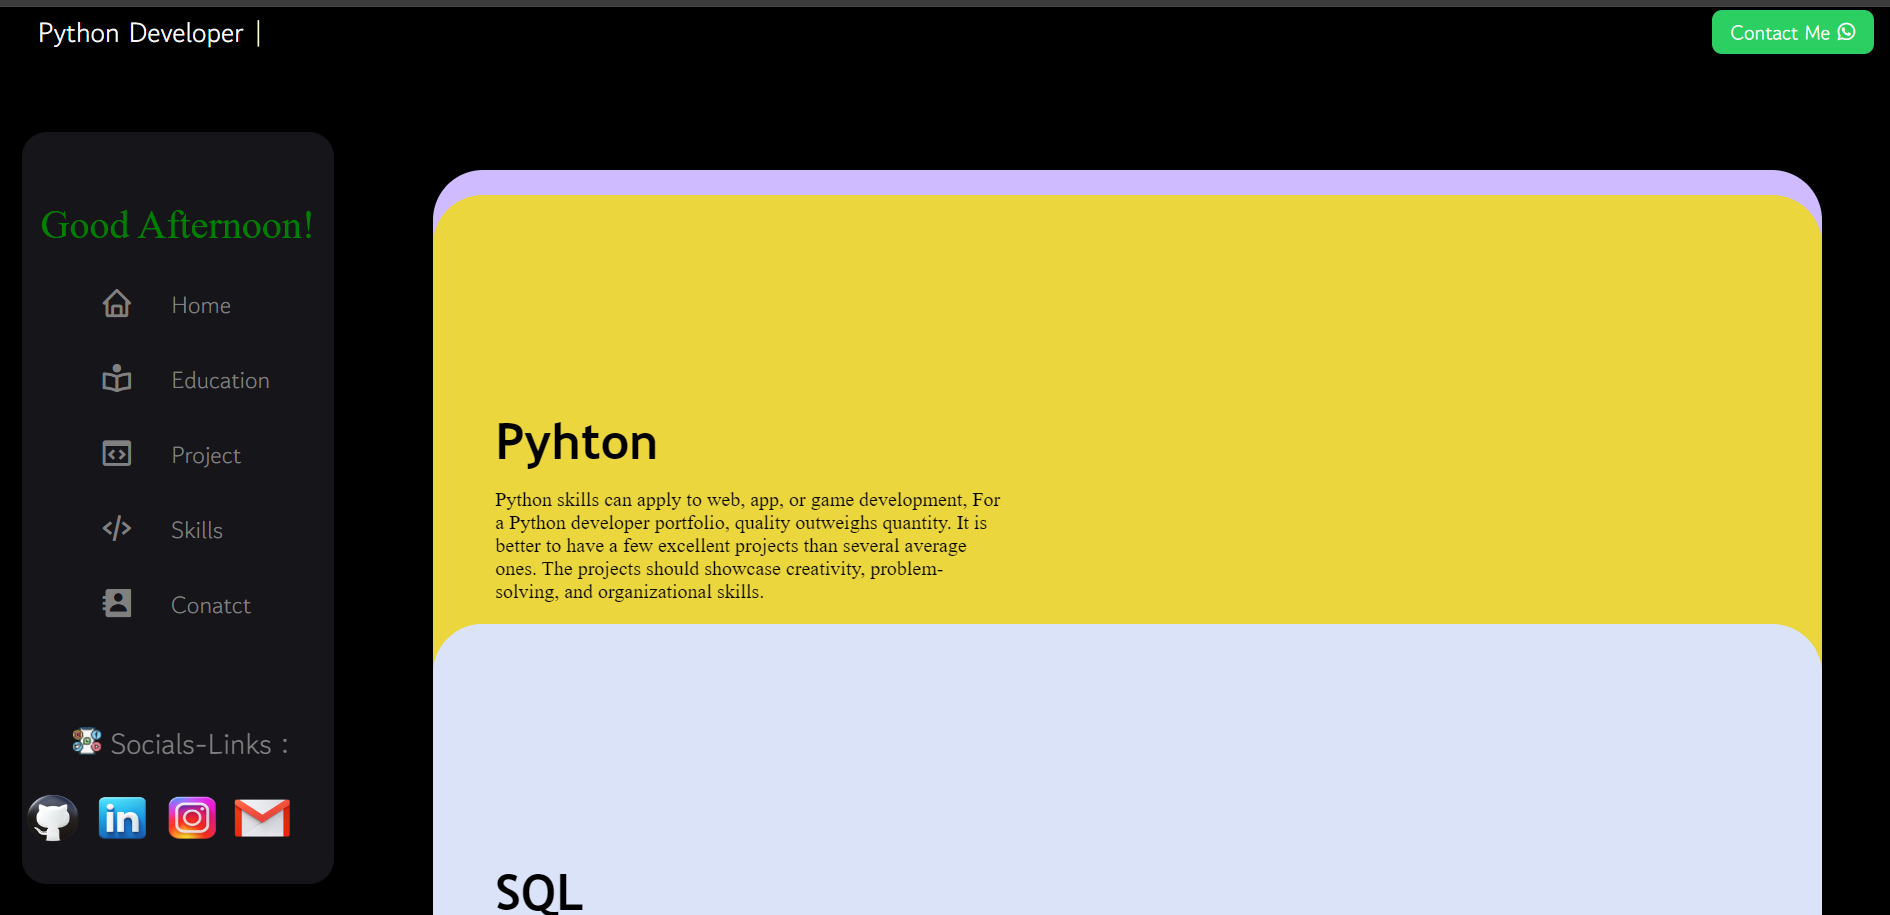 Python Developer |
Contact Me
Good Afternoon!
Home
Education
Project
Skills
Conatct
Socials-Links :
in
Pyhton
Python skills can apply to web, app, or game development, For
a Python developer portfolio, quality outweighs quantity. It is
better to have a few excellent projects than several average
ones. The projects should showcase creativity, problem-
solving, and organizational skills.
SQL